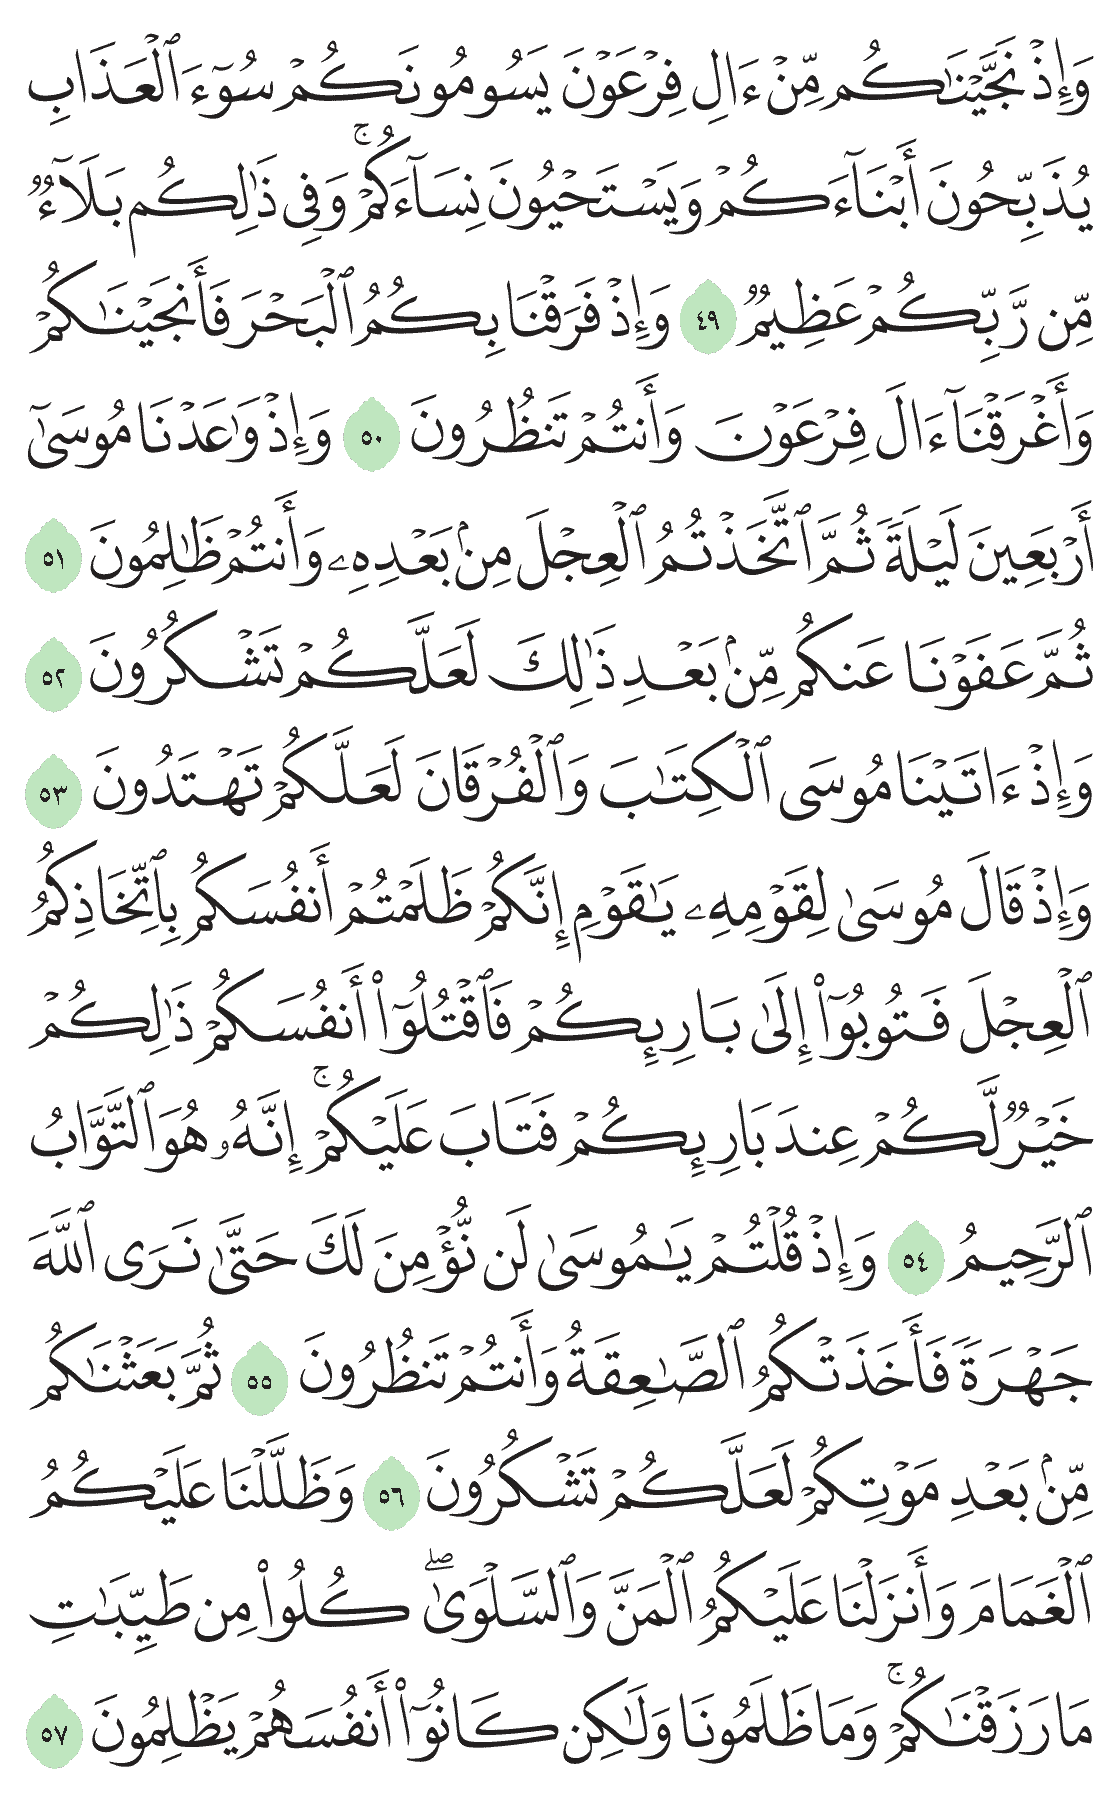 وَإِذْ نَجَّيْنَٰكُم مِّنْ ءَالِ فِرْعَوْنَ يَسُومُونَكُمْ سُوٓءَ ٱلْعَذَابِ
يُذَبِّحُونَ أَبْنَآءَكُمْ وَيَسْتَحْيُونَ نِسَآءَكُمْ ۚ وَفِى ذَٰلِكُم بَلَآءٌ
مِّن رَّبِّكُمْ عَظِيمٌ ٤٩ وَإِذْ فَرَقْنَا بِكُمُ ٱلْبَحْرَ فَأَنجَيْنَٰكُمْ
وَأَغْرَقْنَآ ءَالَ فِرْعَوْنَ وَأَنتُمْ تَنظُرُونَ ٥٠ وَإِذْ وَٰعَدْنَا مُوسَىٰٓ
أَرْبَعِينَ لَيْلَةً ثُمَّ ٱتَّخَذْتُمُ ٱلْعِجْلَ مِنۢ بَعْدِهِۦ وَأَنتُمْ ظَٰلِمُونَ ٥١
ثُمَّ عَفَوْنَا عَنكُم مِّنۢ بَعْدِ ذَٰلِكَ لَعَلَّكُمْ تَشْكُرُونَ ٥٢
وَإِذْ ءَاتَيْنَا مُوسَى ٱلْكِتَٰبَ وَٱلْفُرْقَانَ لَعَلَّكُمْ تَهْتَدُونَ ٥٣
وَإِذْ قَالَ مُوسَىٰ لِقَوْمِهِۦ يَٰقَوْمِ إِنَّكُمْ ظَلَمْتُمْ أَنفُسَكُم بِٱتِّخَاذِكُمُ
ٱلْعِجْلَ فَتُوبُوٓا۟ إِلَىٰ بَارِئِكُمْ فَٱقْتُلُوٓا۟ أَنفُسَكُمْ ذَٰلِكُمْ
خَيْرٌ لَّكُمْ عِندَ بَارِئِكُمْ فَتَابَ عَلَيْكُمْ ۚ إِنَّهُۥ هُوَ ٱلتَّوَّابُ
ٱلرَّحِيمُ ٥٤ وَإِذْ قُلْتُمْ يَٰمُوسَىٰ لَن نُّؤْمِنَ لَكَ حَتَّىٰ نَرَى ٱللَّهَ
جَهْرَةً فَأَخَذَتْكُمُ ٱلصَّٰعِقَةُ وَأَنتُمْ تَنظُرُونَ ٥٥ ثُمَّ بَعَثْنَٰكُم
مِّنۢ بَعْدِ مَوْتِكُمْ لَعَلَّكُمْ تَشْكُرُونَ ٥٦ وَظَلَّلْنَا عَلَيْكُمُ
ٱلْغَمَامَ وَأَنزَلْنَا عَلَيْكُمُ ٱلْمَنَّ وَٱلسَّلْوَىٰ ۖ كُلُوا۟ مِن طَيِّبَٰتِ
مَا رَزَقْنَٰكُمْ ۚ وَمَا ظَلَمُونَا وَلَٰكِن كَانُوٓا۟ أَنفُسَهُمْ يَظْلِمُونَ ٥٧